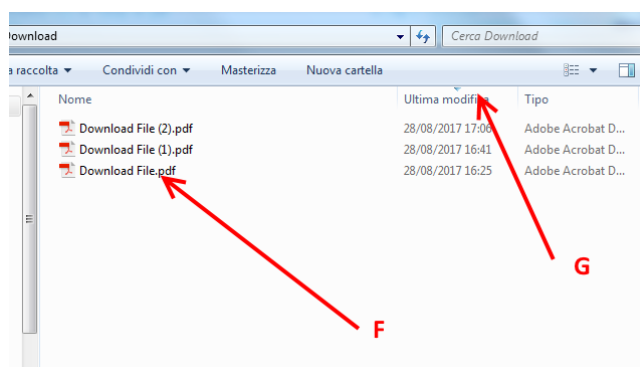 Download
Cerca Download
a raccolta
Condividi con
Masterizza
Nuova cartella
Nome
Ultima modifica
Tipo
Download File (2).pdf
28/08/2017 17:06
Adobe Acrobat D...
Download File (1).pdf
28/08/2017 16:41
Adobe Acrobat D...
Download File.pdf
28/08/2017 16:25
Adobe Acrobat D...
G
F